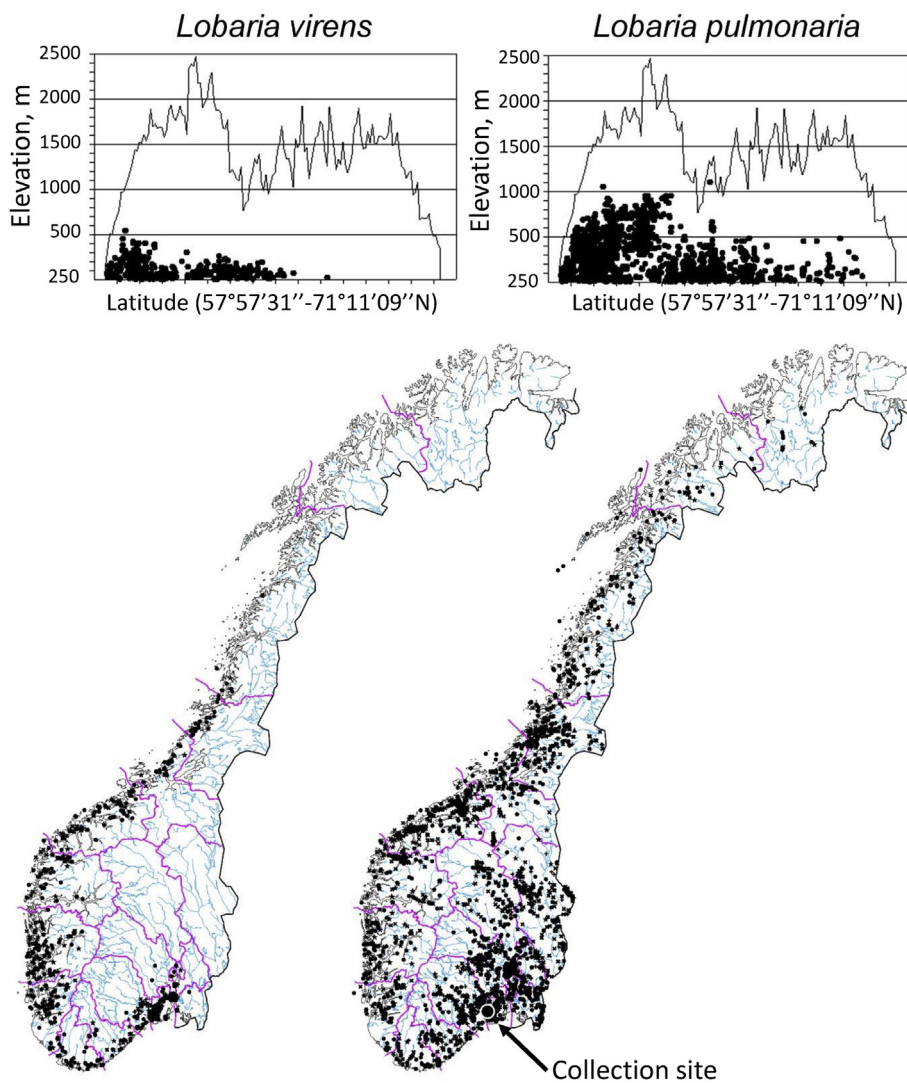 Lobaria virens
Lobaria pulmonaria
Elevation, m
2500
2000
1500
1000
500
250
Latitude (57°57'31''-71°11'09''N)
Elevation, m
2500
2000
1500
1000
500
250
Latitude (57°57'31''-71°11'09''N)
Collection site